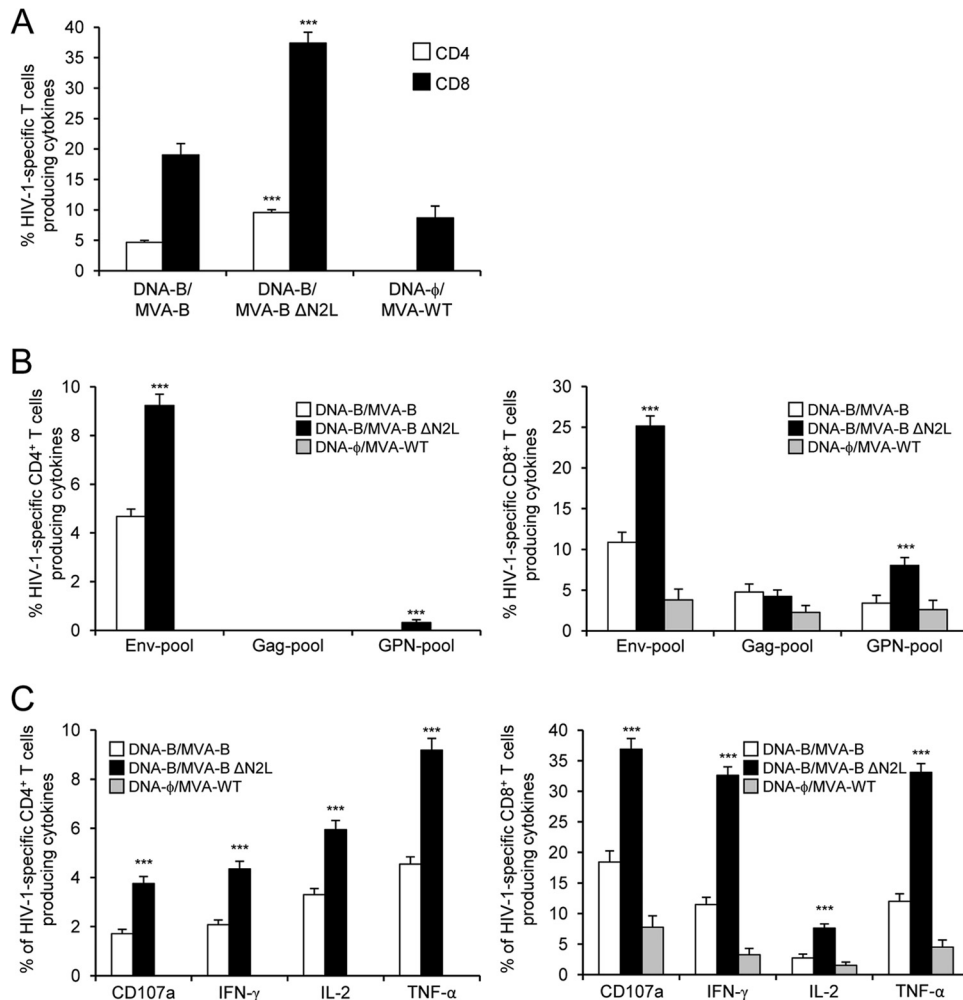 A
% HIV-1-specific T cells
producing cytokines
40
35
30
25
20
15
10
5
0
***
***
CD4
CD8
DNA-B/
MVA-B
DNA-B/
MVA-B ΔN2L
DNA-ϕ/
MVA-WT
B
% HIV-1-specific CD4⁺ T cells
producing cytokines
10
8
6
4
2
0
***
***
DNA-B/MVA-B
DNA-B/MVA-B ΔN2L
DNA-ϕ/MVA-WT
Env-pool
Gag-pool
GPN-pool
% HIV-1-specific CD8⁺ T cells
producing cytokines
30
25
20
15
10
5
0
***
***
DNA-B/MVA-B
DNA-B/MVA-B ΔN2L
DNA-ϕ/MVA-WT
Env-pool
Gag-pool
GPN-pool
C
% of HIV-1-specific CD4⁺ T cells
producing cytokines
10
8
6
4
2
0
***
***
***
***
DNA-B/MVA-B
DNA-B/MVA-B ΔN2L
DNA-ϕ/MVA-WT
CD107a
IFN-γ
IL-2
TNF-α
% of HIV-1-specific CD8⁺ T cells
producing cytokines
40
35
30
25
20
15
10
5
0
***
***
***
***
DNA-B/MVA-B
DNA-B/MVA-B ΔN2L
DNA-ϕ/MVA-WT
CD107a
IFN-γ
IL-2
TNF-α